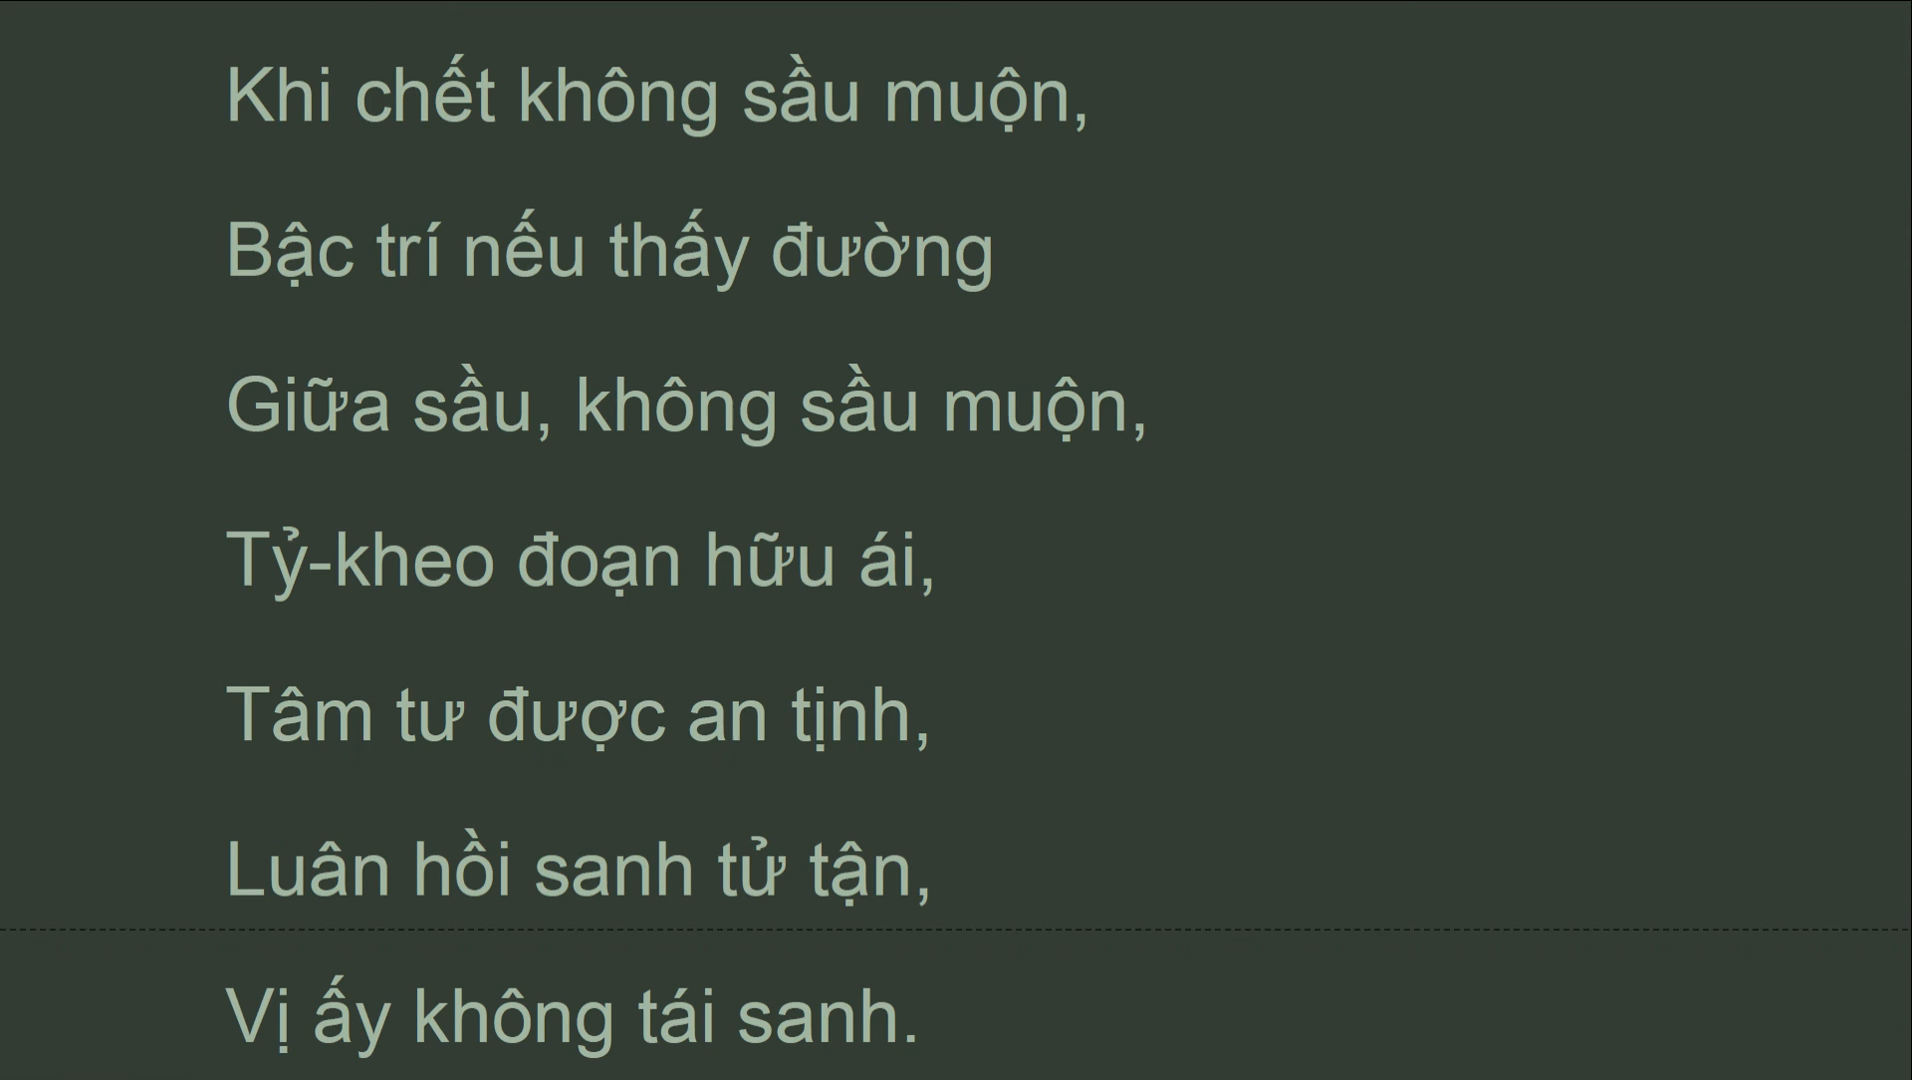 Khi chết không sầu muộn,
Bậc trí nếu thấy đường
Giữa sầu, không sầu muộn,
Tỷ-kheo đoạn hữu ái,
Tâm tư được an tịnh,
Luân hồi sanh tử tận,
Vị ấy không tái sanh.